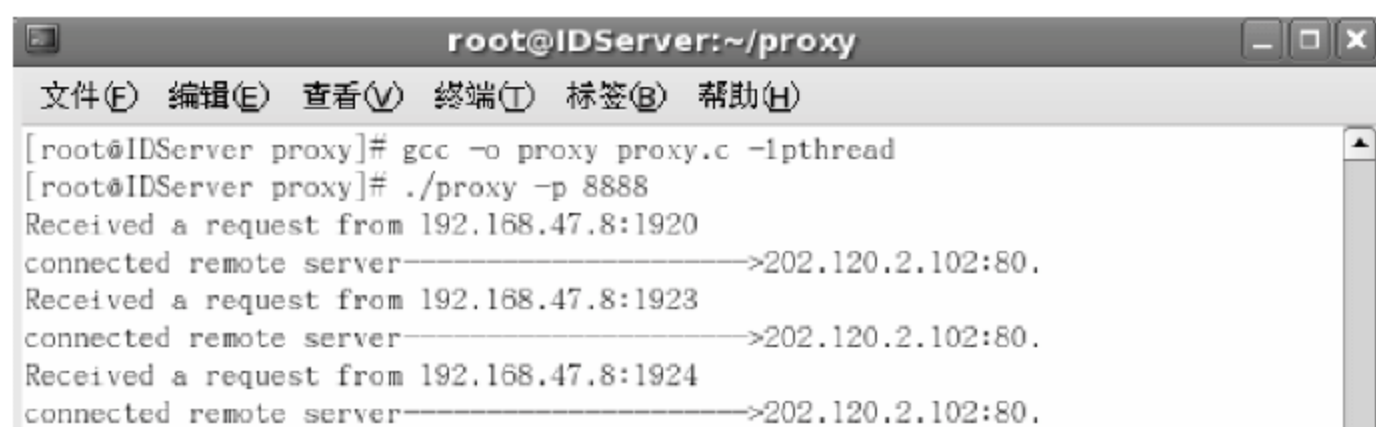 root@IDServer:~/proxy
文件(F) 编辑(E) 查看(V) 终端(T) 标签(B) 帮助(H)
[root@IDServer proxy]# gcc -o proxy proxy.c -lpthread
[root@IDServer proxy]# ./proxy -p 8888
Received a request from 192.168.47.8:1920
connected remote server---------------------->202.120.2.102:80.
Received a request from 192.168.47.8:1923
connected remote server---------------------->202.120.2.102:80.
Received a request from 192.168.47.8:1924
connected remote server---------------------->202.120.2.102:80.